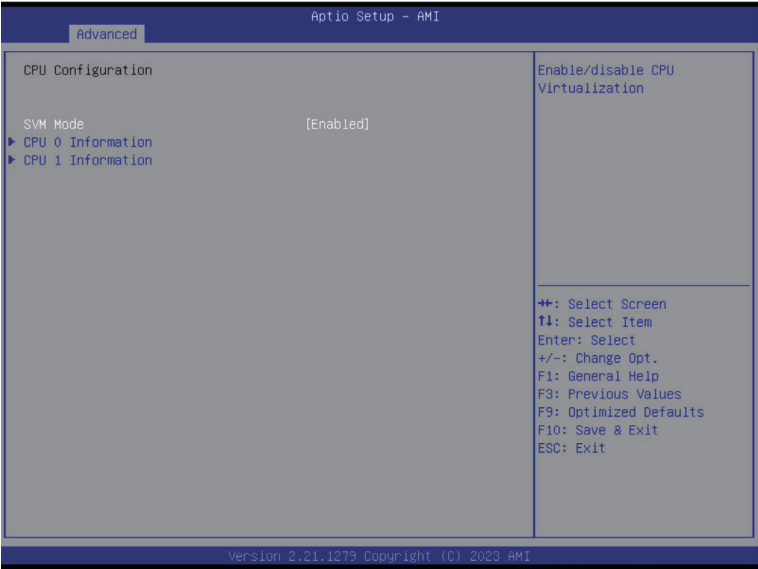 Aptio Setup – AMI
Advanced
CPU Configuration
SVM Mode [Enabled]
CPU 0 Information
CPU 1 Information
Enable/disable CPU
Virtualization
→←: Select Screen
↑↓: Select Item
Enter: Select
+/-: Change Opt.
F1: General Help
F3: Previous Values
F9: Optimized Defaults
F10: Save & Exit
ESC: Exit
Version 2.21.1279 Copyright (C) 2023 AMI